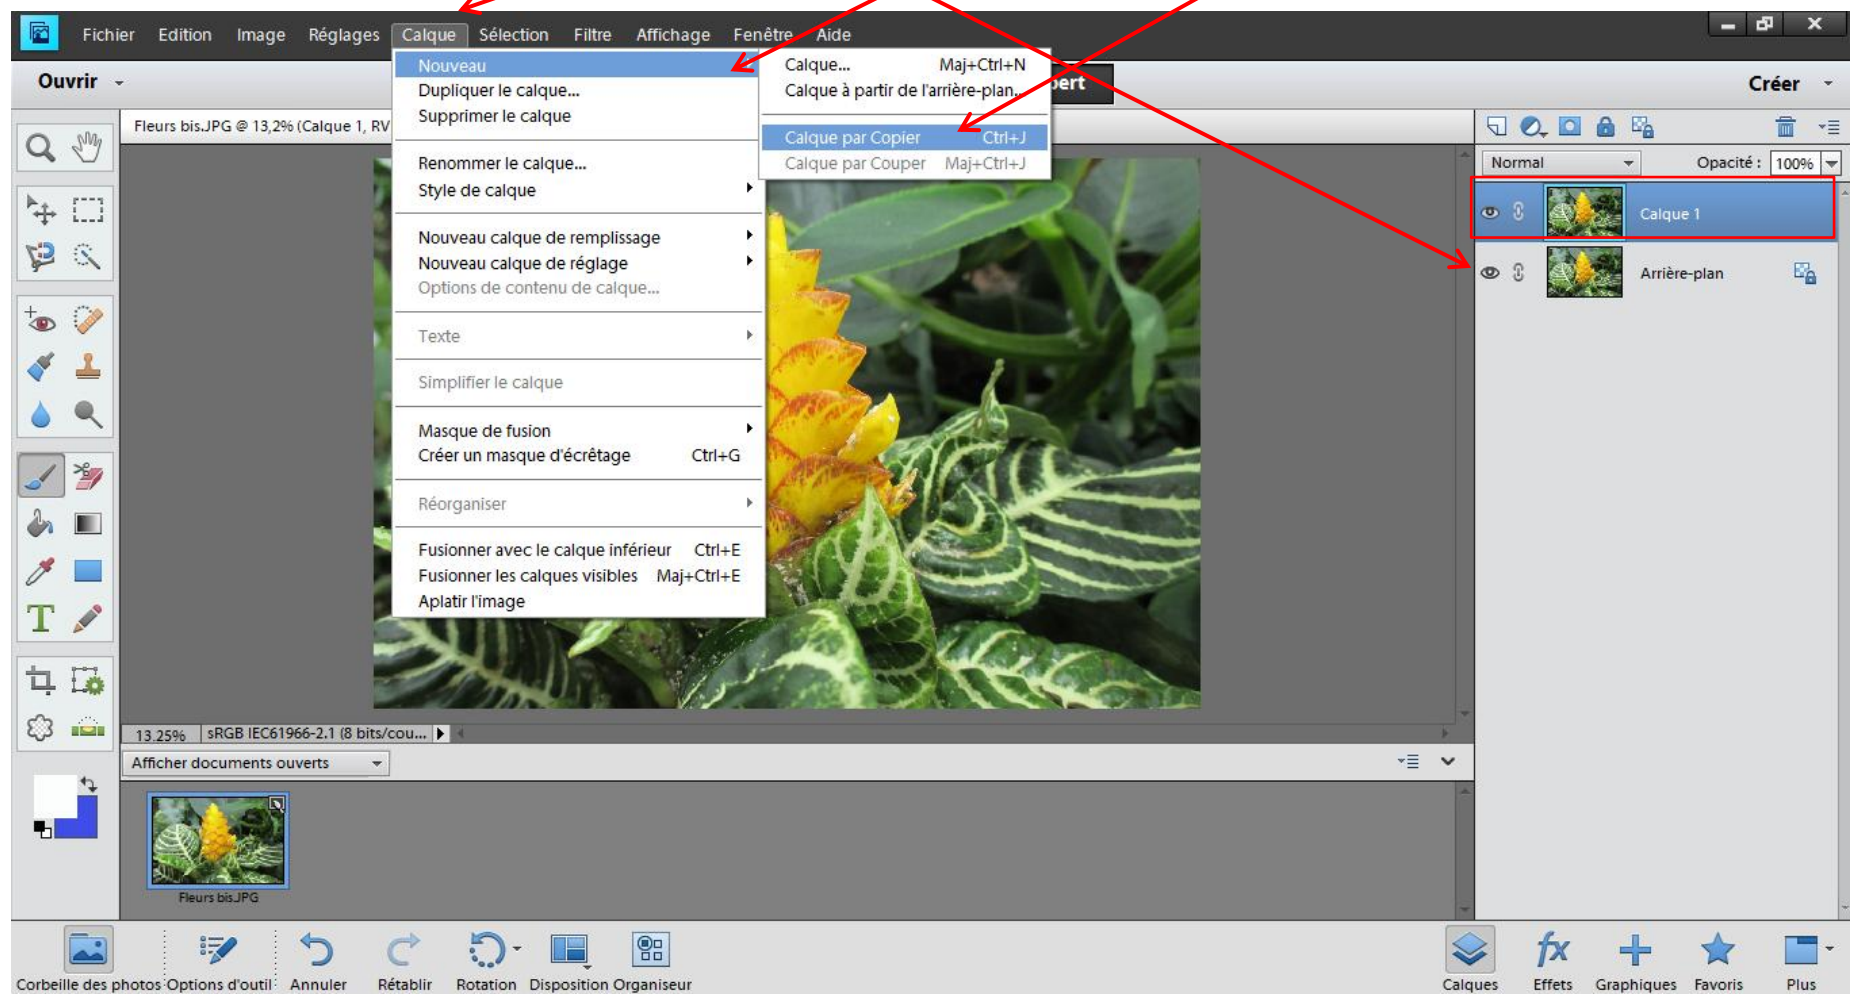 Fichier Edition Image Réglages Calque Sélection Filtre Affichage Fenêtre Aide
Ouvrir
Créer
Fleurs bis.JPG @ 13,2% (Calque 1, RV
Nouveau
Dupliquer le calque...
Supprimer le calque
Renommer le calque...
Style de calque
Nouveau calque de remplissage
Nouveau calque de réglage
Options de contenu de calque...
Texte
Simplifier le calque
Masque de fusion
Créer un masque d'écrêtage Ctrl+G
Réorganiser
Fusionner avec le calque inférieur Ctrl+E
Fusionner les calques visibles Maj+Ctrl+E
Aplatir l'image
Calque... Maj+Ctrl+N
Calque à partir de l'arrière-plan...
Calque par Copier Ctrl+J
Calque par Couper Maj+Ctrl+J
Normal Opacité : 100%
Calque 1
Arrière-plan
T
13.25% sRGB IEC61966-2.1 (8 bits/cou...
Afficher documents ouverts
Fleurs bis.JPG
fx
Corbeille des photos Options d'outil Annuler Rétablir Rotation Disposition Organiseur
Calques Effets Graphiques Favoris Plus